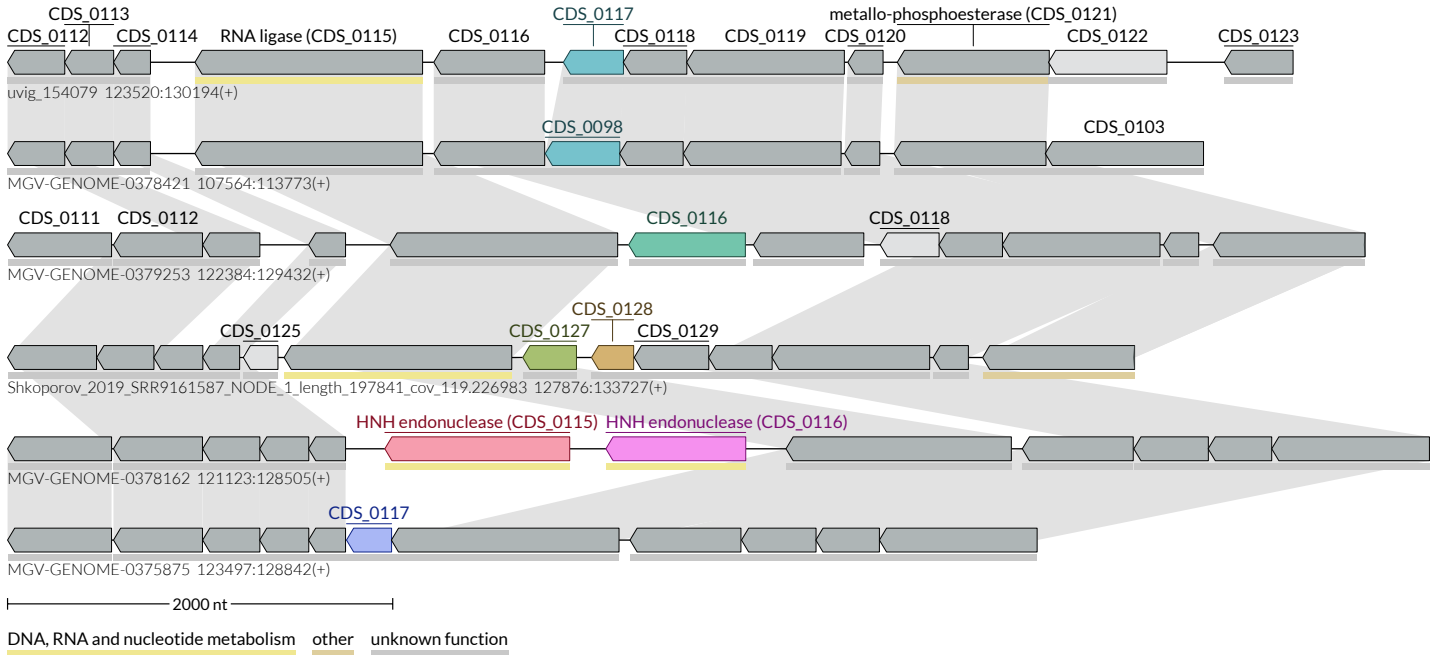 CDS_0113 CDS_0117 metallo-phosphoesterase (CDS_0121)
CDS_0112 CDS_0114 RNA ligase (CDS_0115) CDS_0116 CDS_0118 CDS_0119 CDS_0120 CDS_0122 CDS_0123
uvig_154079 123520:130194(+)
CDS_0098 CDS_0103
MGV-GENOME-0378421 107564:113773(+)
CDS_0111 CDS_0112 CDS_0116 CDS_0118
MGV-GENOME-0379253 122384:129432(+)
CDS_0128
CDS_0125 CDS_0127 CDS_0129
Shkoporov_2019_SRR9161587_NODE_1_length_197841_cov_119.226983 127876:133727(+)
HNH endonuclease (CDS_0115) HNH endonuclease (CDS_0116)
MGV-GENOME-0378162 121123:128505(+)
CDS_0117
MGV-GENOME-0375875 123497:128842(+)
2000 nt
DNA, RNA and nucleotide metabolism other unknown function